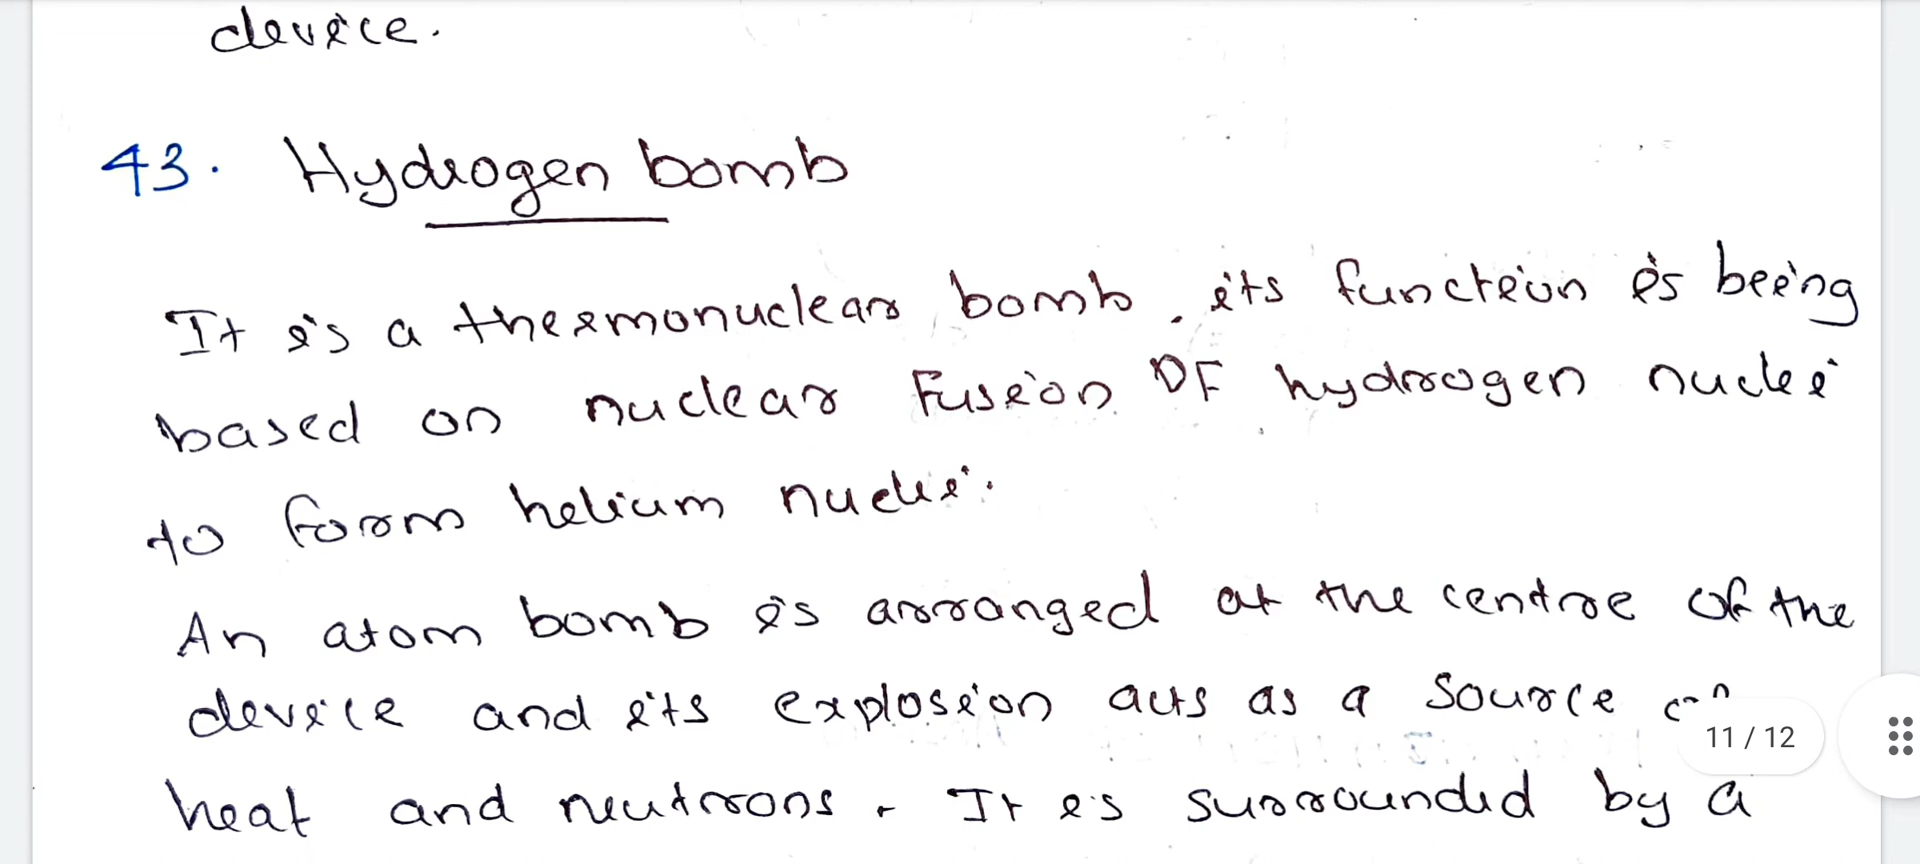 device.
43. Hydrogen bomb
It is a thermonuclear bomb. its function is being
based on nuclear Fusion OF hydrogen nuclei
to form helium nuclei.
An atom bomb is arranged at the centre of the
device and its explosion acts as a source
11 / 12
heat and neutrons. It is surrounded by a